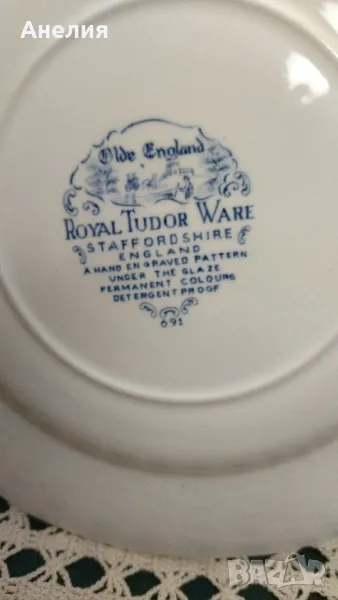 Анелия
Olde England
ROYAL TUDOR WARE
STAFFORDSHIRE
ENGLAND
A HAND ENGRAVED PATTERN
UNDER THE GLAZE
PERMANENT COLOURS
DETERGENT PROOF
691
BAZAR